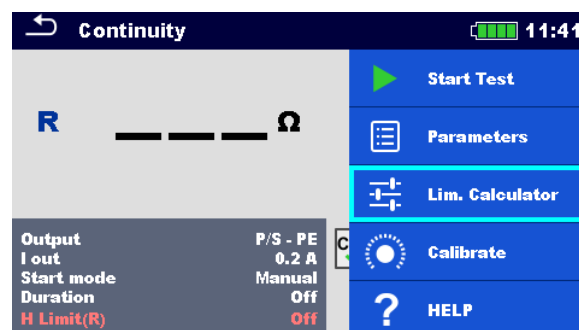 Continuity 11:41
Start Test
R ___ Ω
Parameters
Lim. Calculator
Output P/S - PE
I out 0.2 A
Start mode Manual
Duration Off
H Limit(R) Off
C
Calibrate
? HELP